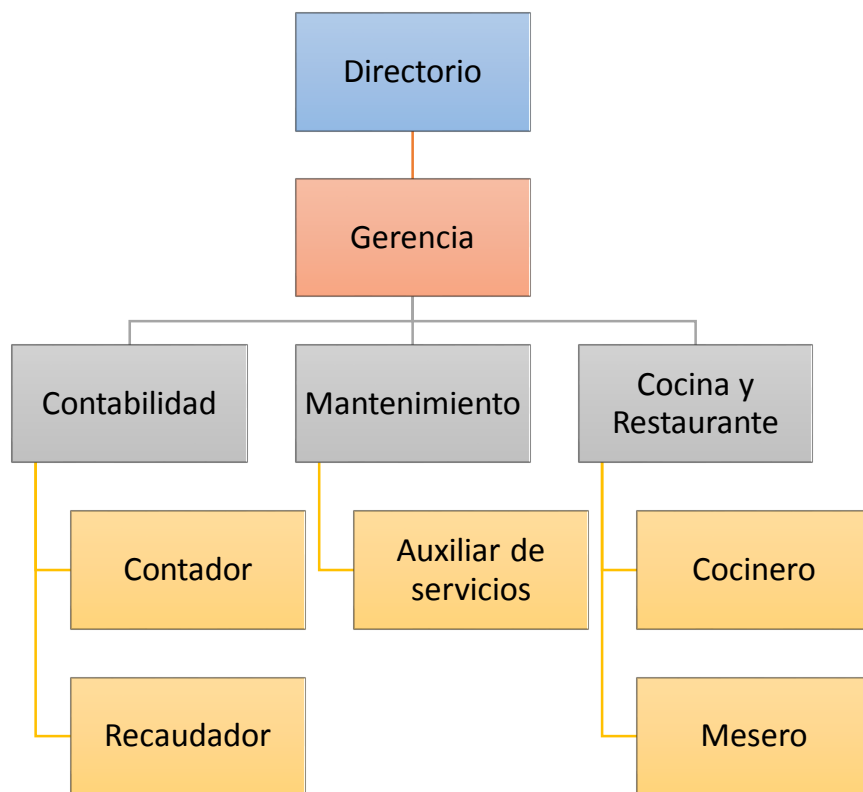 Directorio
Gerencia
Contabilidad
Mantenimiento
Cocina y
Restaurante
Contador
Auxiliar de
servicios
Cocinero
Recaudador
Mesero